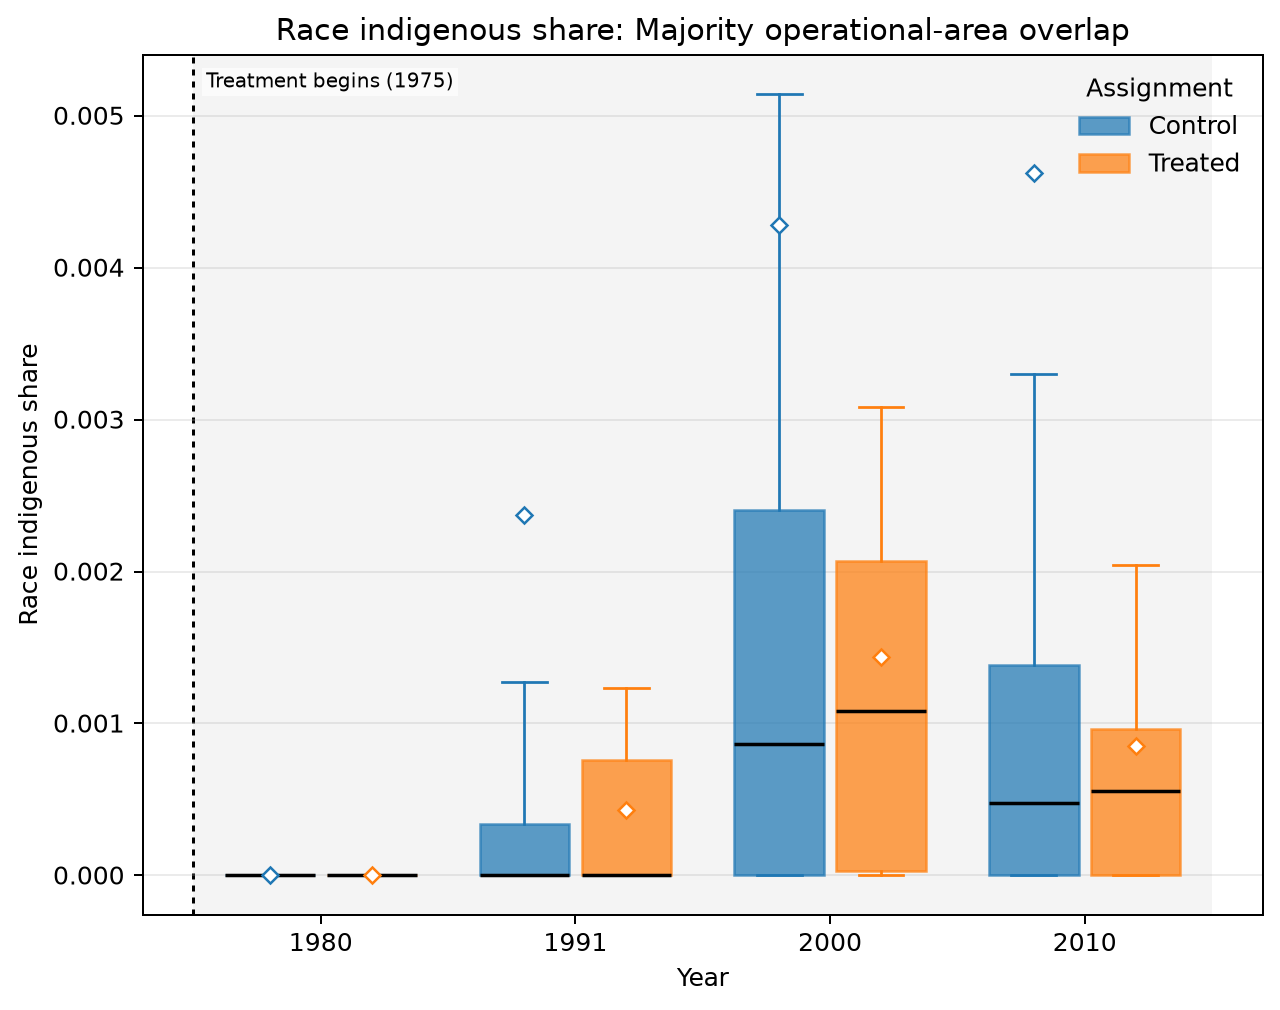 Race indigenous share: Majority operational-area overlap
Treatment begins (1975)
Assignment
Control
Treated
0.005
0.004
0.003
0.002
0.001
0.000
Race indigenous share
1980
1991
2000
2010
Year